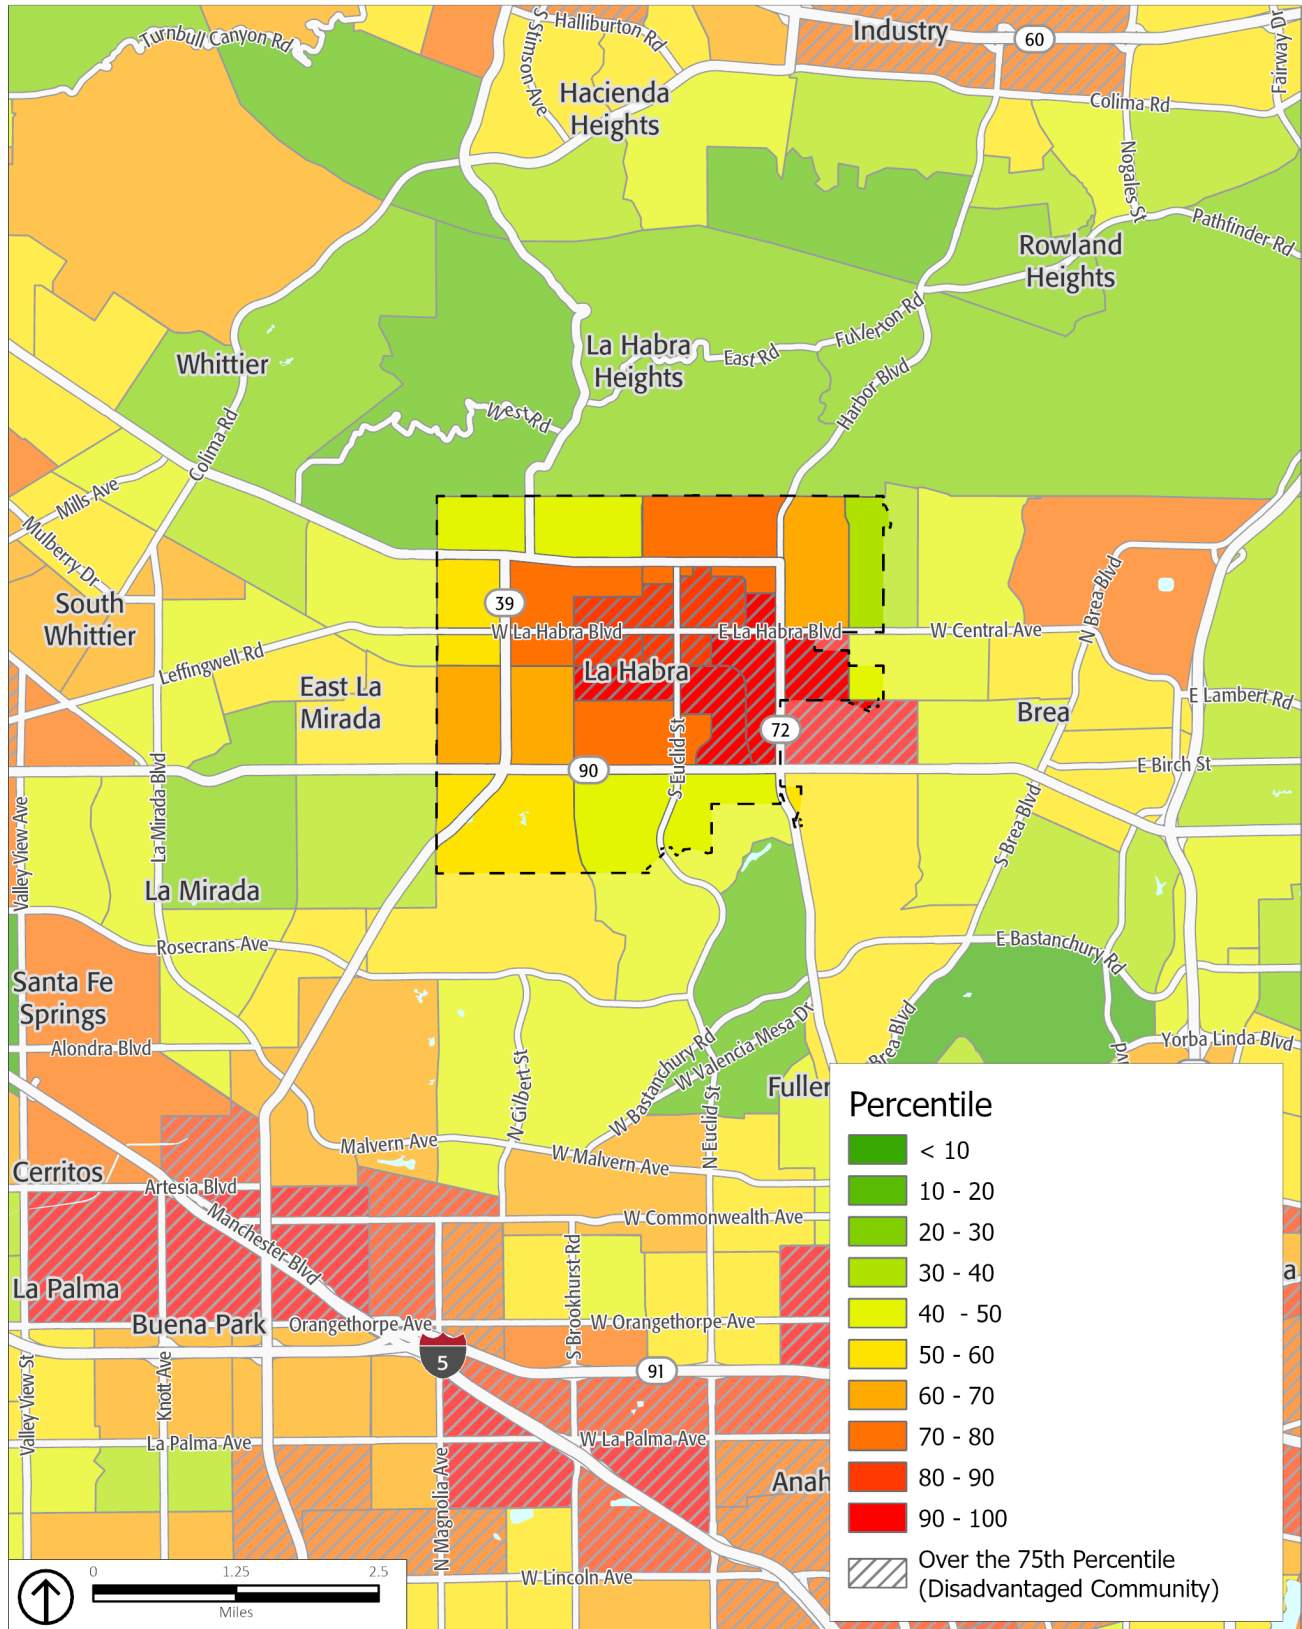 Turnbull Canyon Rd
S Stimson Ave
Halliburton Rd
Industry
60
Fairway Dr
Hacienda
Heights
Colima Rd
Nogales St
Pathfinder Rd
Rowland
Heights
Whittier
La Habra
Heights
East Rd
Fullerton Rd
Harbor Blvd
West Rd
Colima Rd
Mills Ave
Mulberry Dr
South
Whittier
39
W La Habra Blvd
E La Habra Blvd
W Central Ave
N Brea Blvd
Leffingwell Rd
La Habra
East La
Mirada
E Lambert Rd
Brea
72
S Euclid St
90
E Birch St
La Mirada Blvd
Valley View Ave
S Brea Blvd
La Mirada
Rosecrans Ave
E Bastanchury Rd
Santa Fe
Springs
Alondra Blvd
Brea Blvd
Yorba Linda Blvd
W Bastanchury Rd
W Valencia Mesa Dr
N Gilbert St
N Euclid St
Fuller
vd
Malvern Ave
W Malvern Ave
Cerritos
Artesia Blvd
Manchester Blvd
W Commonwealth Ave
La Palma
a
S Brookhurst Rd
Buena Park
Orangethorpe Ave
W Orangethorpe Ave
5
91
Valley View St
Knott Ave
La Palma Ave
W La Palma Ave
N Magnolia Ave
Anah
W Lincoln Ave
Percentile
< 10
10 - 20
20 - 30
30 - 40
40 - 50
50 - 60
60 - 70
70 - 80
80 - 90
90 - 100
Over the 75th Percentile
(Disadvantaged Community)
0 1.25 2.5
Miles